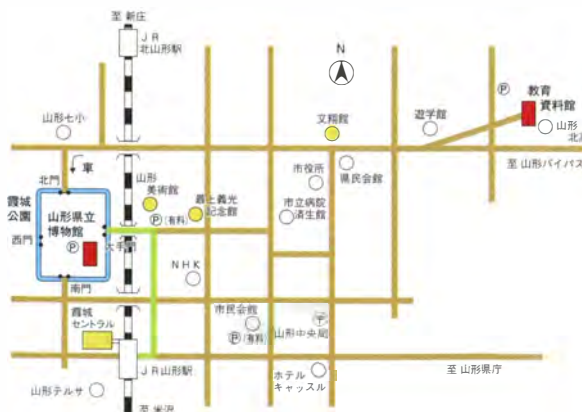 至 新庄
ＪＲ
北山形駅
N
山形七小
文翔館
遊学館
Ⓟ
教育
資料館
山形
北高
車
山形
美術館
最上義光
記念館
市役所
県民会館
至 山形バイパス
北門
霞城
公園
山形県立
博物館
Ⓟ(有料)
市立病院
済生館
西門
Ⓟ
大手門
NHK
南門
霞城
セントラル
市民会館
Ⓟ(有料)
山形中央局
〒
ＪＲ山形駅
至 山形県庁
山形テルサ
ホテル
キャッスル
至 米沢